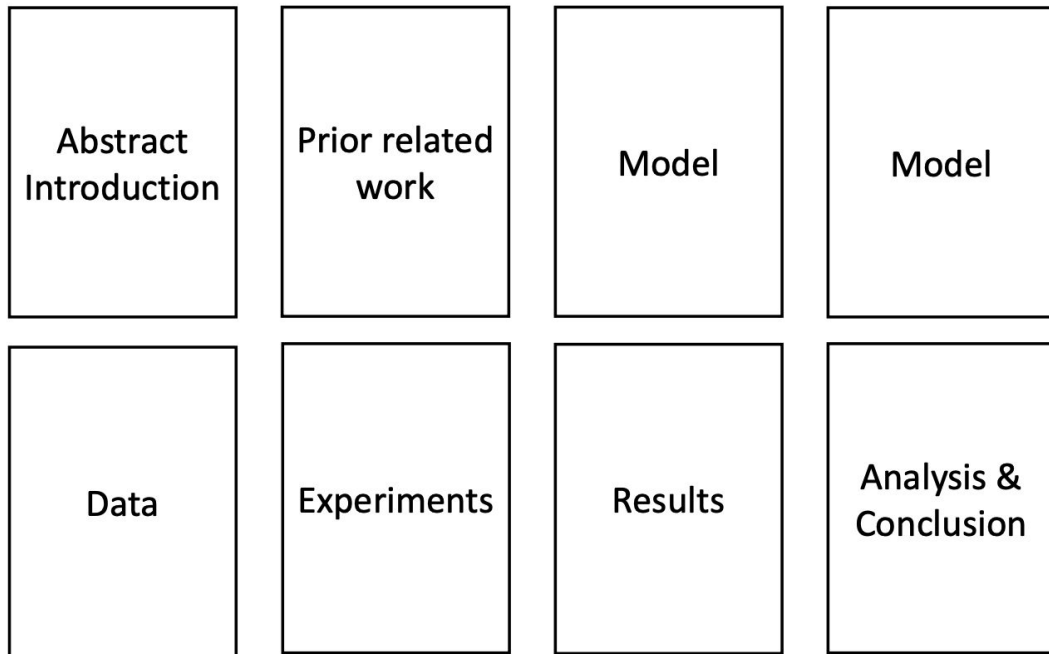 Abstract
Introduction
Prior related
work
Model
Model
Data
Experiments
Results
Analysis &
Conclusion